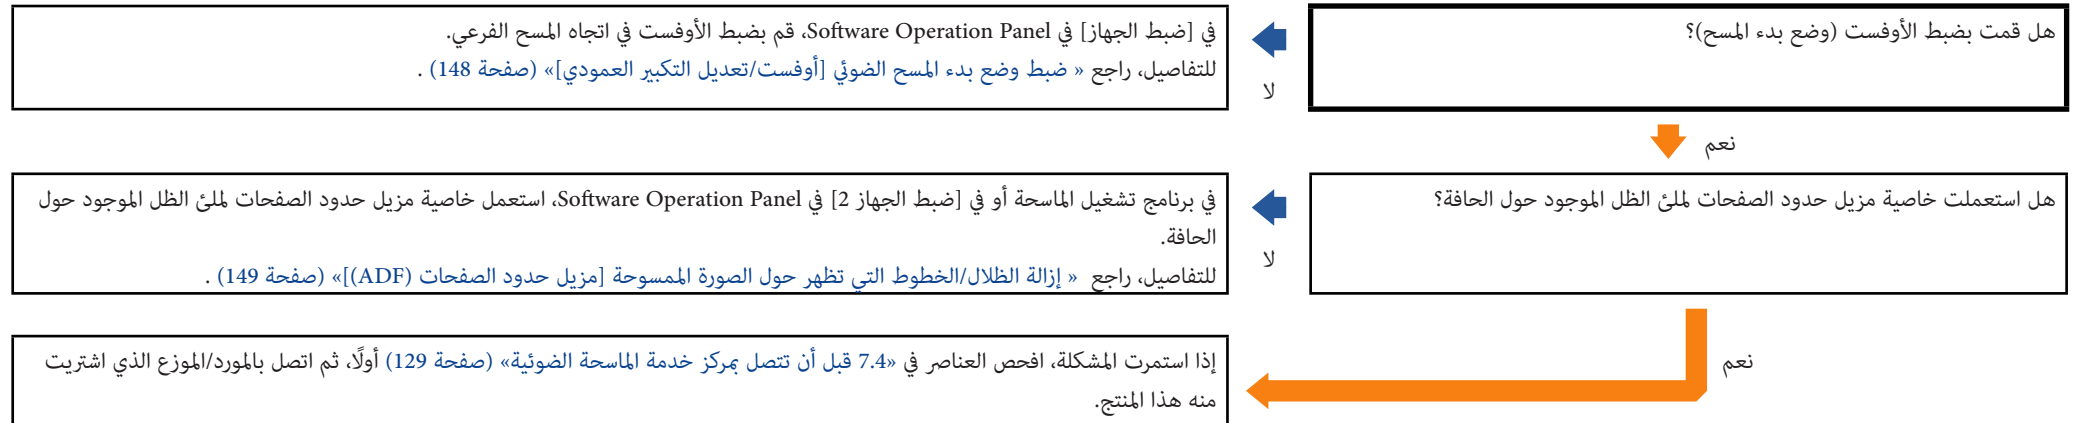 هل قمت بضبط الأوفست (وضع بدء المسح)؟
لا
في [ضبط الجهاز] في Software Operation Panel، قم بضبط الأوفست في اتجاه المسح الفرعي.
للتفاصيل، راجع « ضبط وضع بدء المسح الضوئي [أوفست/تعديل التكبير العمودي]» (صفحة 148) .
نعم
هل استعملت خاصية مزيل حدود الصفحات لملئ الظل الموجود حول الحافة؟
لا
في برنامج تشغيل الماسحة أو في [ضبط الجهاز 2] في Software Operation Panel، استعمل خاصية مزيل حدود الصفحات لملئ الظل الموجود حول
الحافة.
للتفاصيل، راجع « إزالة الظلال/الخطوط التي تظهر حول الصورة الممسوحة [مزيل حدود الصفحات (ADF)]» (صفحة 149) .
نعم
إذا استمرت المشكلة، افحص العناصر في «7.4 قبل أن تتصل بمركز خدمة الماسحة الضوئية» (صفحة 129) أولًا، ثم اتصل بالمورد/الموزع الذي اشتريت
منه هذا المنتج.